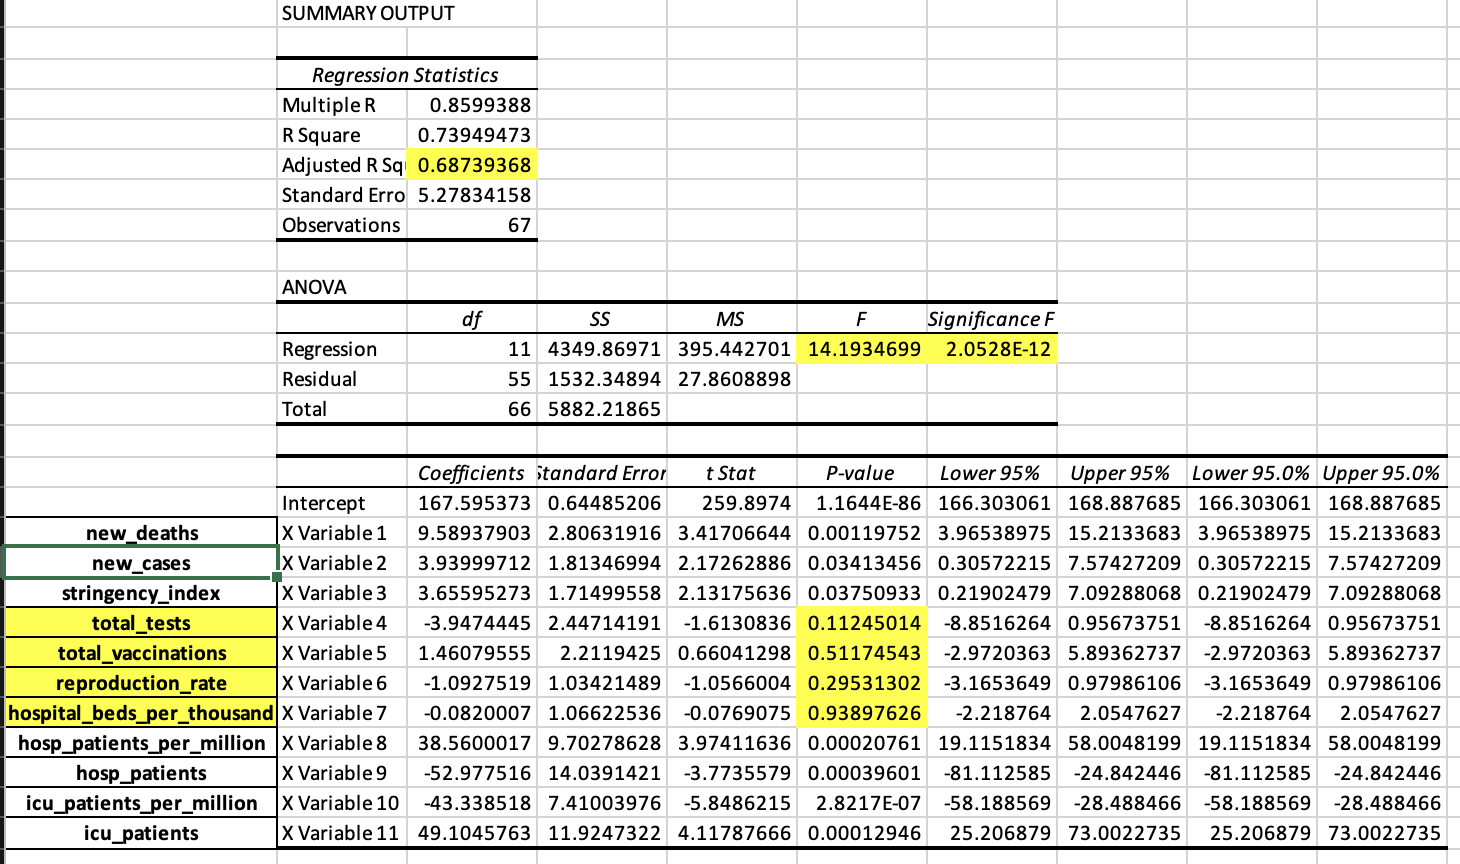 SUMMARY OUTPUT
Regression Statistics
Multiple R 0.8599388
R Square 0.73949473
Adjusted R Sq 0.68739368
Standard Erro 5.27834158
Observations 67
ANOVA
df SS MS F Significance F
Regression 11 4349.86971 395.442701 14.1934699 2.0528E-12
Residual 55 1532.34894 27.8608898
Total 66 5882.21865
Coefficients Standard Error t Stat P-value Lower 95% Upper 95% Lower 95.0% Upper 95.0%
Intercept 167.595373 0.64485206 259.8974 1.1644E-86 166.303061 168.887685 166.303061 168.887685
new_deaths X Variable 1 9.58937903 2.80631916 3.41706644 0.00119752 3.96538975 15.2133683 3.96538975 15.2133683
new_cases X Variable 2 3.93999712 1.81346994 2.17262886 0.03413456 0.30572215 7.57427209 0.30572215 7.57427209
stringency_index X Variable 3 3.65595273 1.71499558 2.13175636 0.03750933 0.21902479 7.09288068 0.21902479 7.09288068
total_tests X Variable 4 -3.9474445 2.44714191 -1.6130836 0.11245014 -8.8516264 0.95673751 -8.8516264 0.95673751
total_vaccinations X Variable 5 1.46079555 2.2119425 0.66041298 0.51174543 -2.9720363 5.89362737 -2.9720363 5.89362737
reproduction_rate X Variable 6 -1.0927519 1.03421489 -1.0566004 0.29531302 -3.1653649 0.97986106 -3.1653649 0.97986106
hospital_beds_per_thousand X Variable 7 -0.0820007 1.06622536 -0.0769075 0.93897626 -2.218764 2.0547627 -2.218764 2.0547627
hosp_patients_per_million X Variable 8 38.5600017 9.70278628 3.97411636 0.00020761 19.1151834 58.0048199 19.1151834 58.0048199
hosp_patients X Variable 9 -52.977516 14.0391421 -3.7735579 0.00039601 -81.112585 -24.842446 -81.112585 -24.842446
icu_patients_per_million X Variable 10 -43.338518 7.41003976 -5.8486215 2.8217E-07 -58.188569 -28.488466 -58.188569 -28.488466
icu_patients X Variable 11 49.1045763 11.9247322 4.11787666 0.00012946 25.206879 73.0022735 25.206879 73.0022735